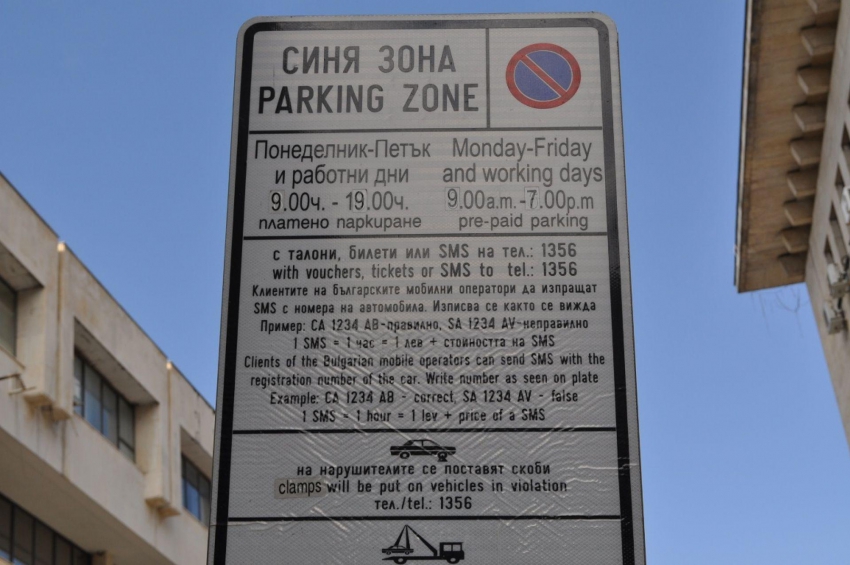 СИНЯ ЗОНА
PARKING ZONE
Понеделник-Петък
и работни дни
9.00ч. - 19.00ч.
платено паркиране
Monday-Friday
and working days
9.00a.m.-7.00p.m
pre-paid parking
с талони, билети или SMS на тел.: 1356
with vouchers, tickets or SMS to tel.: 1356
Клиентите на българските мобилни оператори да изпращат
SMS с номера на автомобила. Изписва се както се вижда
Пример: СА 1234 АВ-правилно, SA 1234 AV-неправилно
1 SMS = 1 час = 1 лев + стойността на SMS
Clients of the Bulgarian mobile operators can send SMS with the
registration number of the car. Write number as seen on plate
Example: CA 1234 AB - correct, SA 1234 AV - false
1 SMS = 1 hour = 1 lev + price of a SMS
на нарушителите се поставят скоби
clamps will be put on vehicles in violation
тел./tel.: 1356